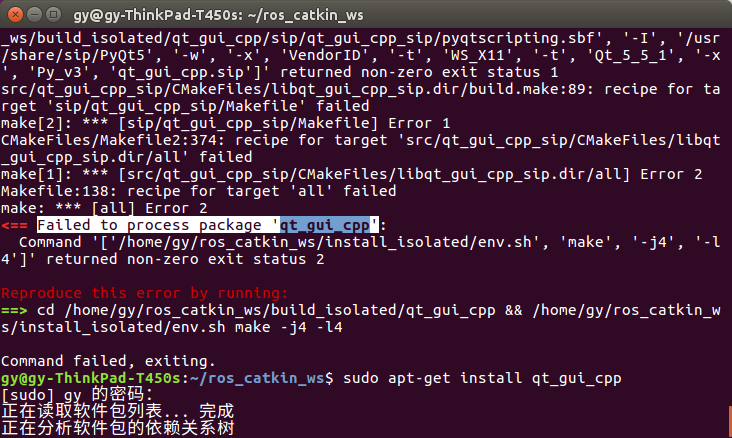 gy@gy-ThinkPad-T450s: ~/ros_catkin_ws
_ws/build_isolated/qt_gui_cpp/sip/qt_gui_cpp_sip/pyqtscripting.sbf', '-I', '/usr
/share/sip/PyQt5', '-w', '-x', 'VendorID', '-t', 'WS_X11', '-t', 'Qt_5_5_1', '-x
', 'Py_v3', 'qt_gui_cpp.sip']' returned non-zero exit status 1
src/qt_gui_cpp_sip/CMakeFiles/libqt_gui_cpp_sip.dir/build.make:89: recipe for ta
rget 'sip/qt_gui_cpp_sip/Makefile' failed
make[2]: *** [sip/qt_gui_cpp_sip/Makefile] Error 1
CMakeFiles/Makefile2:374: recipe for target 'src/qt_gui_cpp_sip/CMakeFiles/libqt
_gui_cpp_sip.dir/all' failed
make[1]: *** [src/qt_gui_cpp_sip/CMakeFiles/libqt_gui_cpp_sip.dir/all] Error 2
Makefile:138: recipe for target 'all' failed
make: *** [all] Error 2
<== Failed to process package 'qt_gui_cpp':
  Command '['/home/gy/ros_catkin_ws/install_isolated/env.sh', 'make', '-j4', '-l
4']' returned non-zero exit status 2
Reproduce this error by running:
==> cd /home/gy/ros_catkin_ws/build_isolated/qt_gui_cpp && /home/gy/ros_catkin_w
s/install_isolated/env.sh make -j4 -l4
Command failed, exiting.
gy@gy-ThinkPad-T450s:~/ros_catkin_ws$ sudo apt-get install qt_gui_cpp
[sudo] gy 的密码：
正在读取软件包列表... 完成
正在分析软件包的依赖关系树